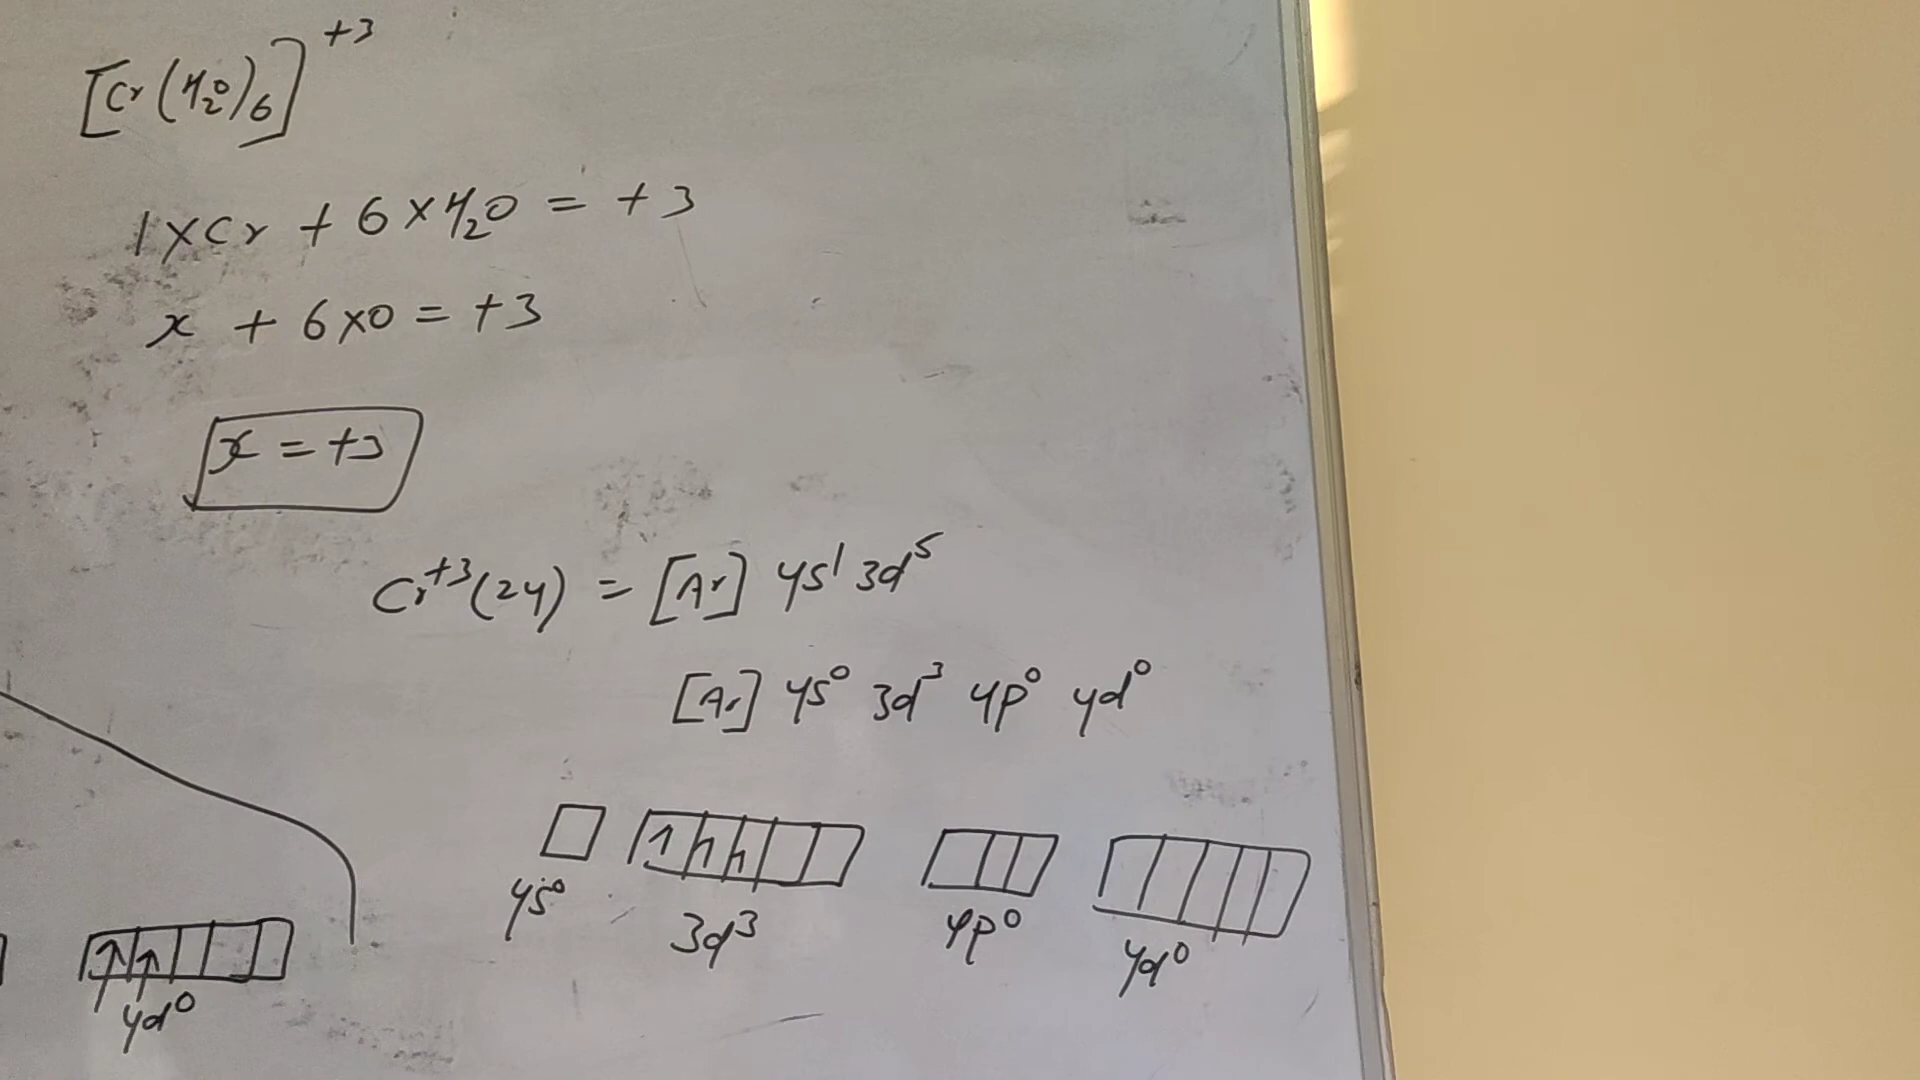 [Cr(H₂O)₆]⁺³
1×Cr + 6×H₂O = +3
x + 6×0 = +3
x = +3
Cr⁺³(24) = [Ar] 4s¹ 3d⁵
[Ar] 4s⁰ 3d³ 4p⁰ 4d⁰
4s⁰ 3d³ 4p⁰ 4d⁰
4d⁰